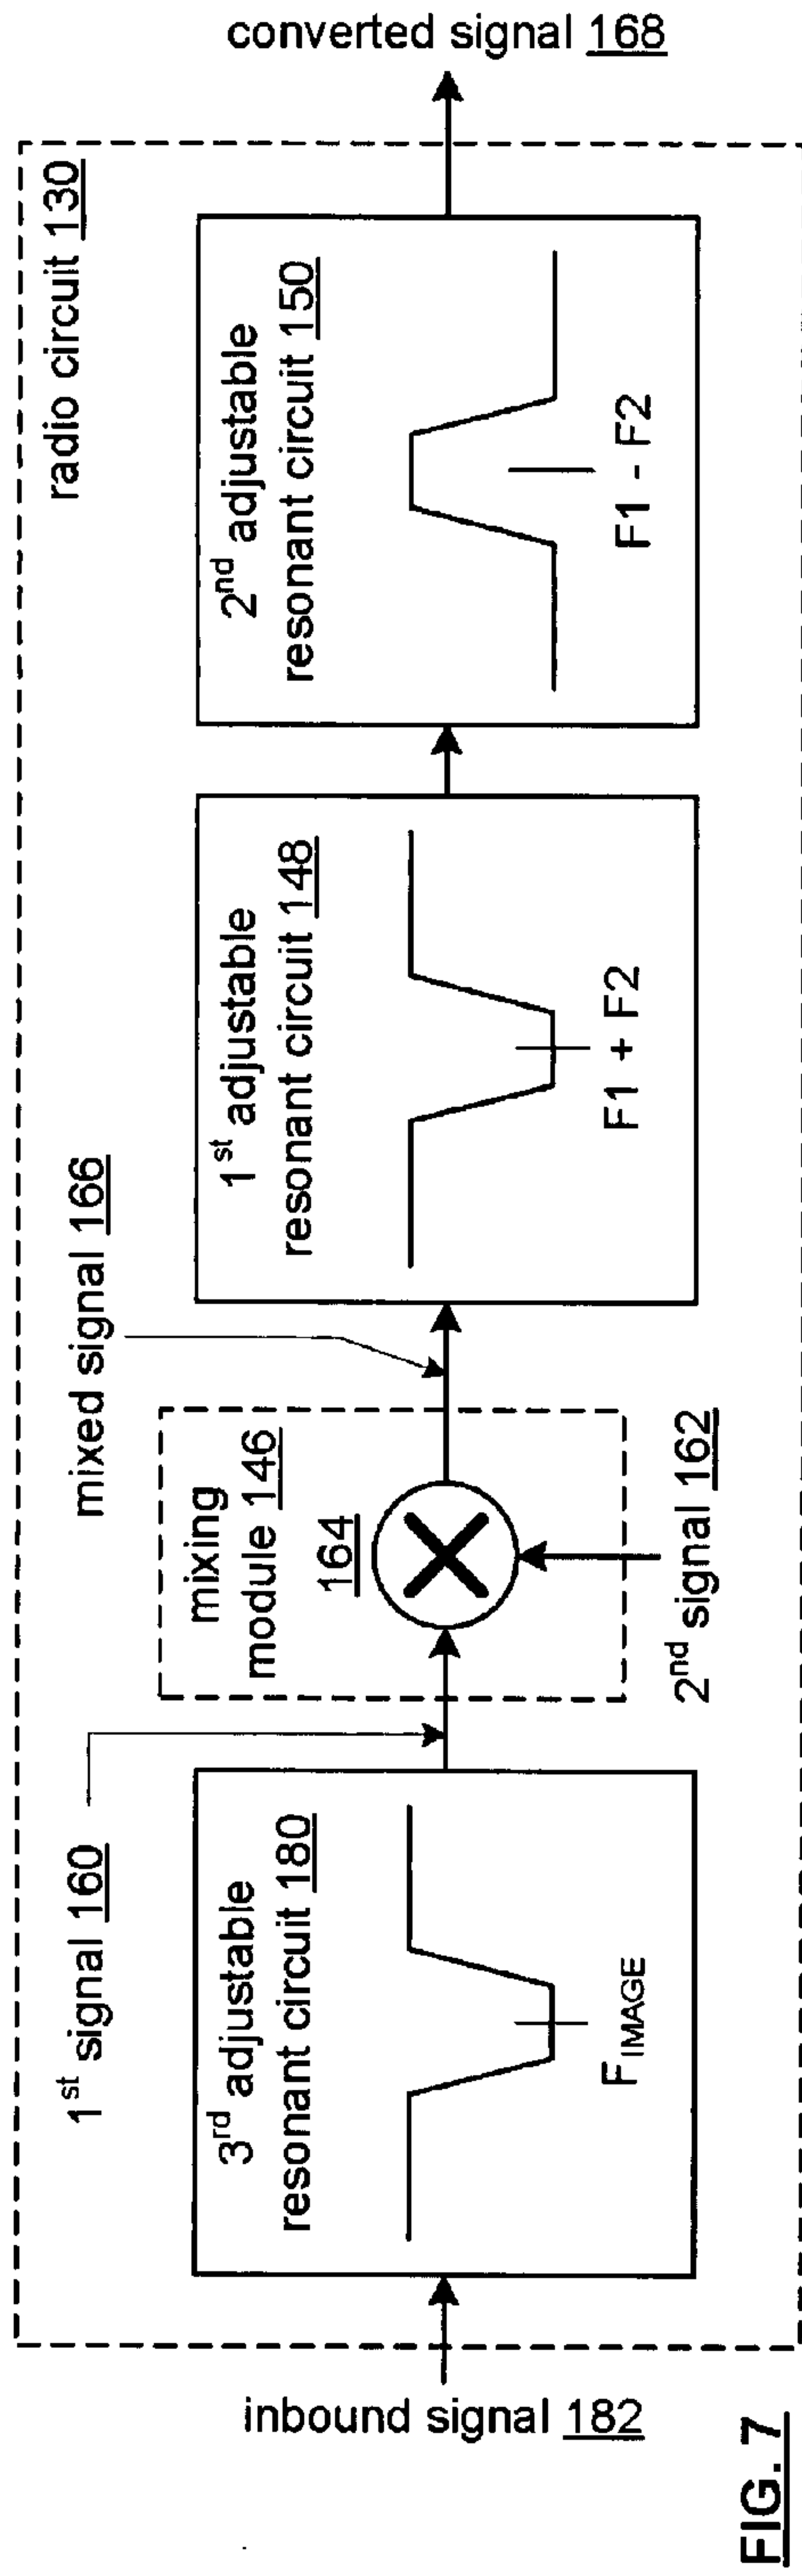 radio circuit 130
inbound signal 182
3rd adjustable
resonant circuit 180
FIMAGE
1st signal 160
mixing
module 146
164
2nd signal 162
mixed signal 166
1st adjustable
resonant circuit 148
F1 + F2
2nd adjustable
resonant circuit 150
F1 - F2
converted signal 168
FIG. 7